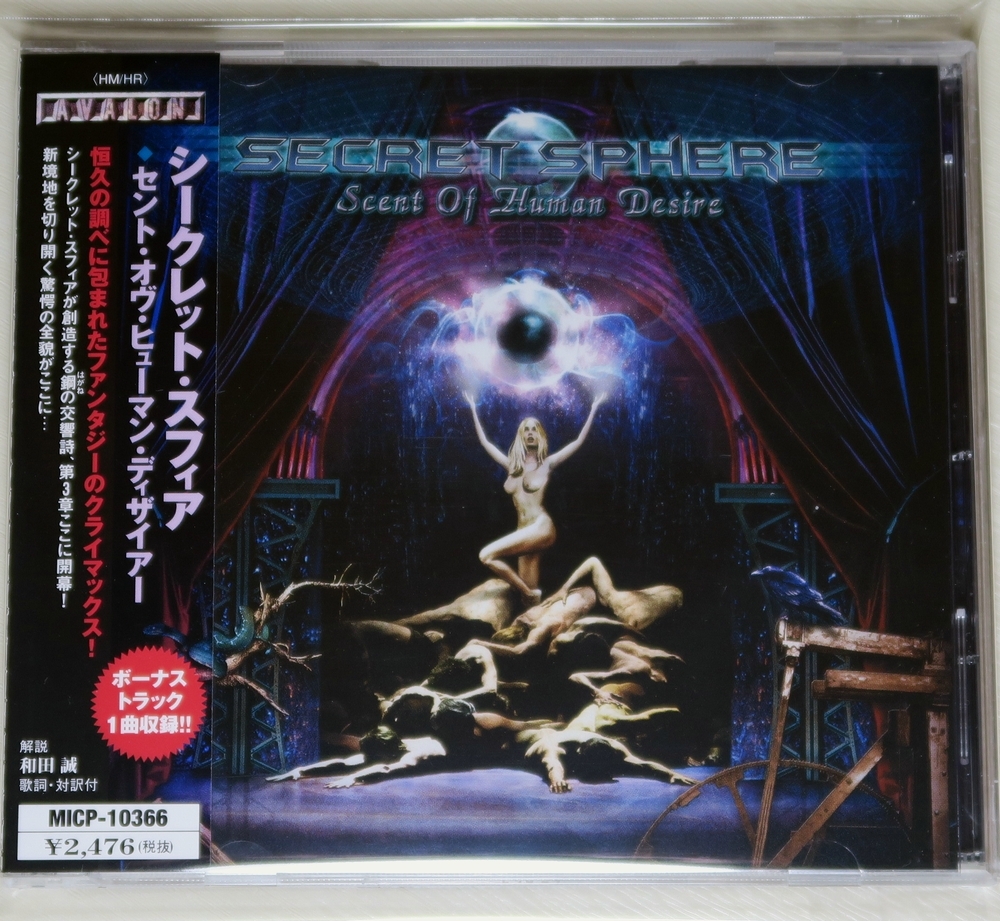 〈HM/HR〉
AVALON
シークレット・スフィア
◆セント・オヴ・ヒューマン・ディザイアー
恒久の調べに包まれたファンタジーのクライマックス!
シークレット・スフィアが創造する鋼の交響詩、第3章ここに開幕!
はがね
新境地を切り開く驚愕の全貌がここに…
ボーナス
トラック
1曲収録!!
解説
和田 誠
歌詞・対訳付
MICP-10366
¥2,476(税抜)
SECRET SPHERE
Scent Of Human Desire